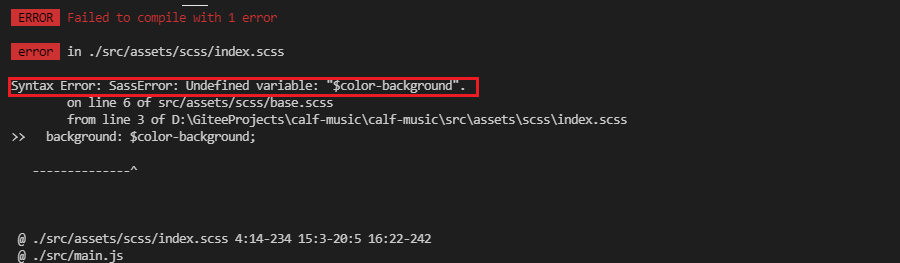 ERROR Failed to compile with 1 error
error in ./src/assets/scss/index.scss
Syntax Error: SassError: Undefined variable: "$color-background".
on line 6 of src/assets/scss/base.scss
from line 3 of D:\GiteeProjects\calf-music\calf-music\src\assets\scss\index.scss
>> background: $color-background;
--------------^
@ ./src/assets/scss/index.scss 4:14-234 15:3-20:5 16:22-242
@ ./src/main.js